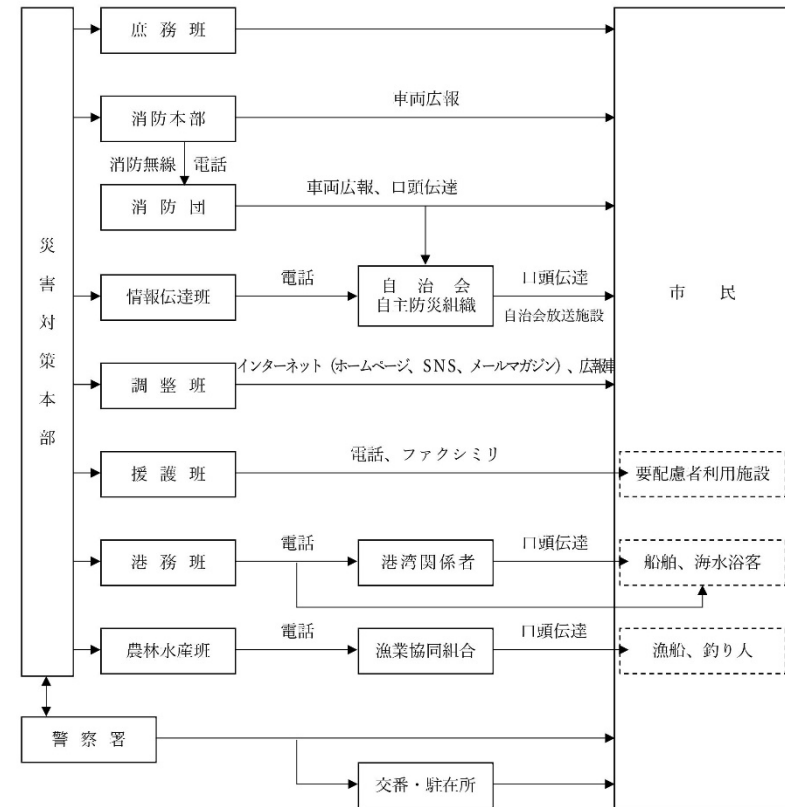 災害対策本部
庶務班
消防本部
車両広報
消防無線 電話
消防団
車両広報、口頭伝達
情報伝達班
電話
自治会
自主防災組織
口頭伝達
自治会放送施設
市民
調整班
インターネット（ホームページ、SNS、メールマガジン）、広報車
援護班
電話、ファクシミリ
要配慮者利用施設
港務班
電話
港湾関係者
口頭伝達
船舶、海水浴客
農林水産班
電話
漁業協同組合
口頭伝達
漁船、釣り人
警察署
交番・駐在所